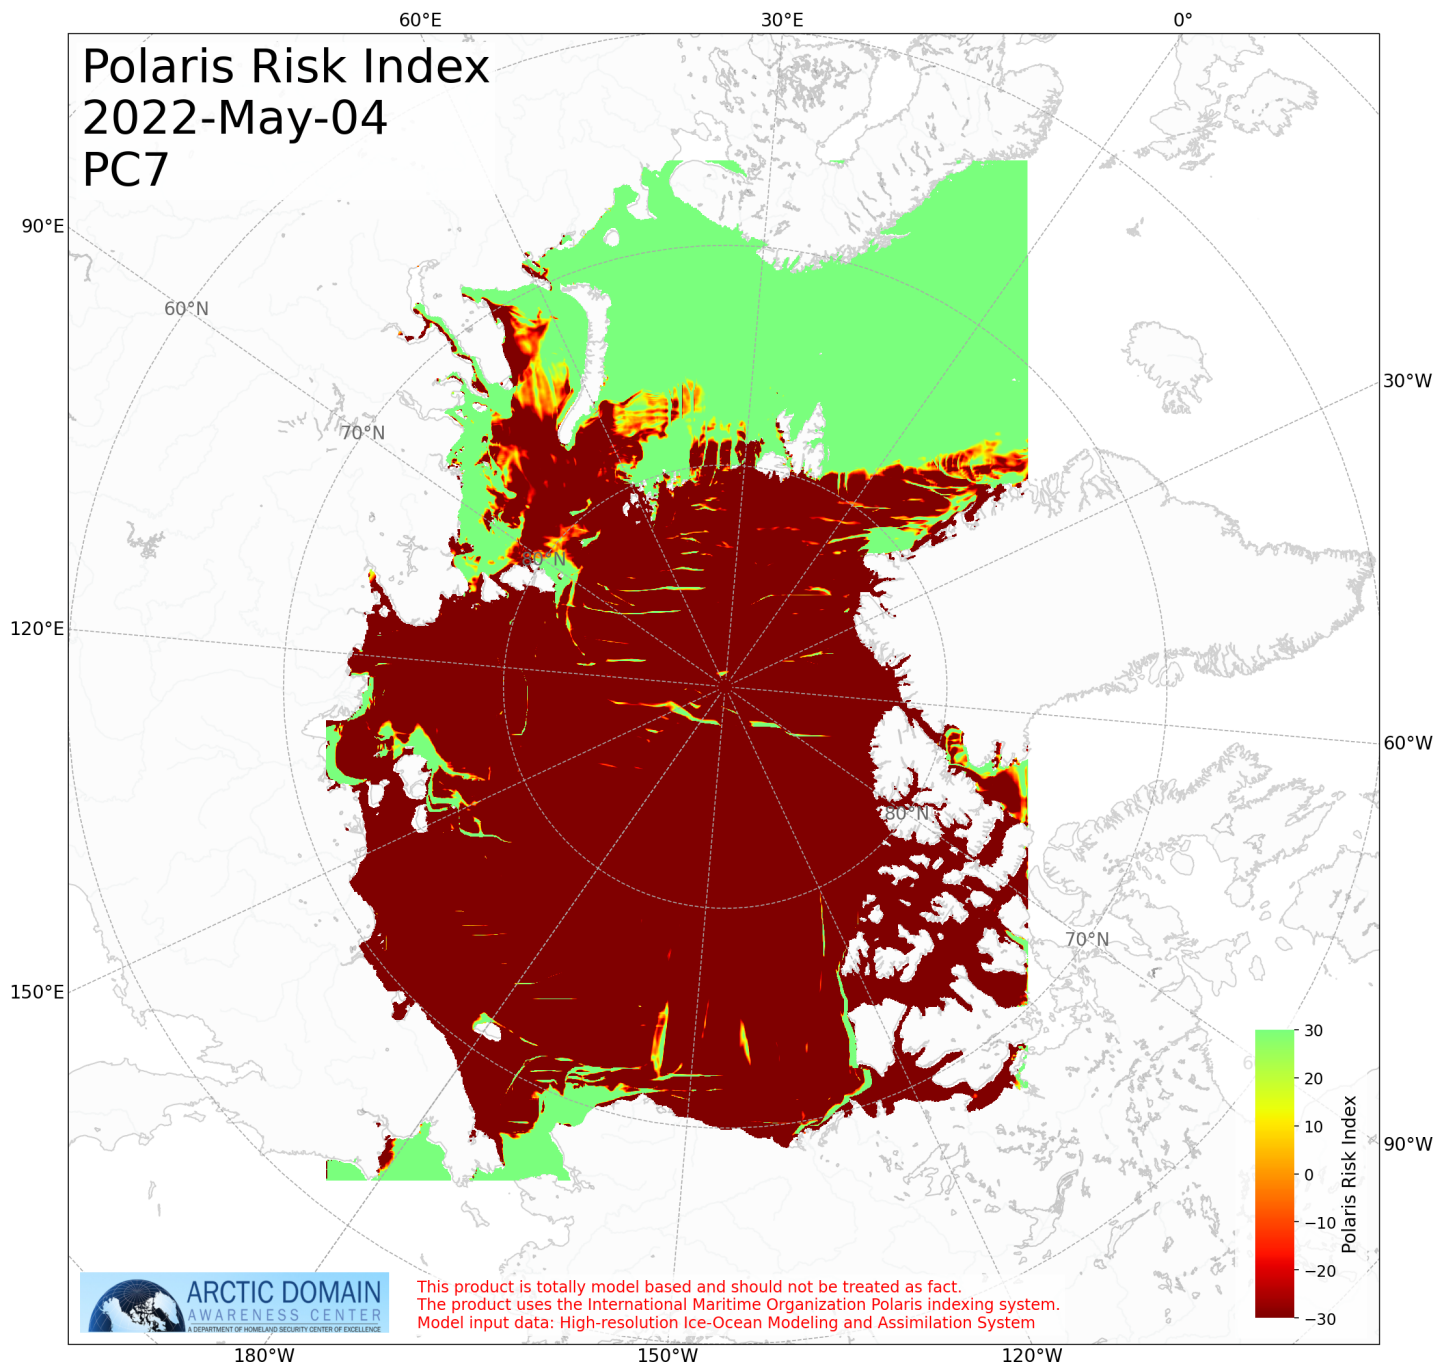 60°E 30°E 0°
Polaris Risk Index
2022-May-04
PC7
90°E
60°N
30°W
70°N
80°N
120°E
60°W
80°N
70°N
150°E
30
20
10
0
−10
−20
−30
Polaris Risk Index
90°W
ARCTIC DOMAIN
AWARENESS CENTER
A DEPARTMENT OF HOMELAND SECURITY CENTER OF EXCELLENCE
This product is totally model based and should not be treated as fact.
The product uses the International Maritime Organization Polaris indexing system.
Model input data: High-resolution Ice-Ocean Modeling and Assimilation System
180°W 150°W 120°W